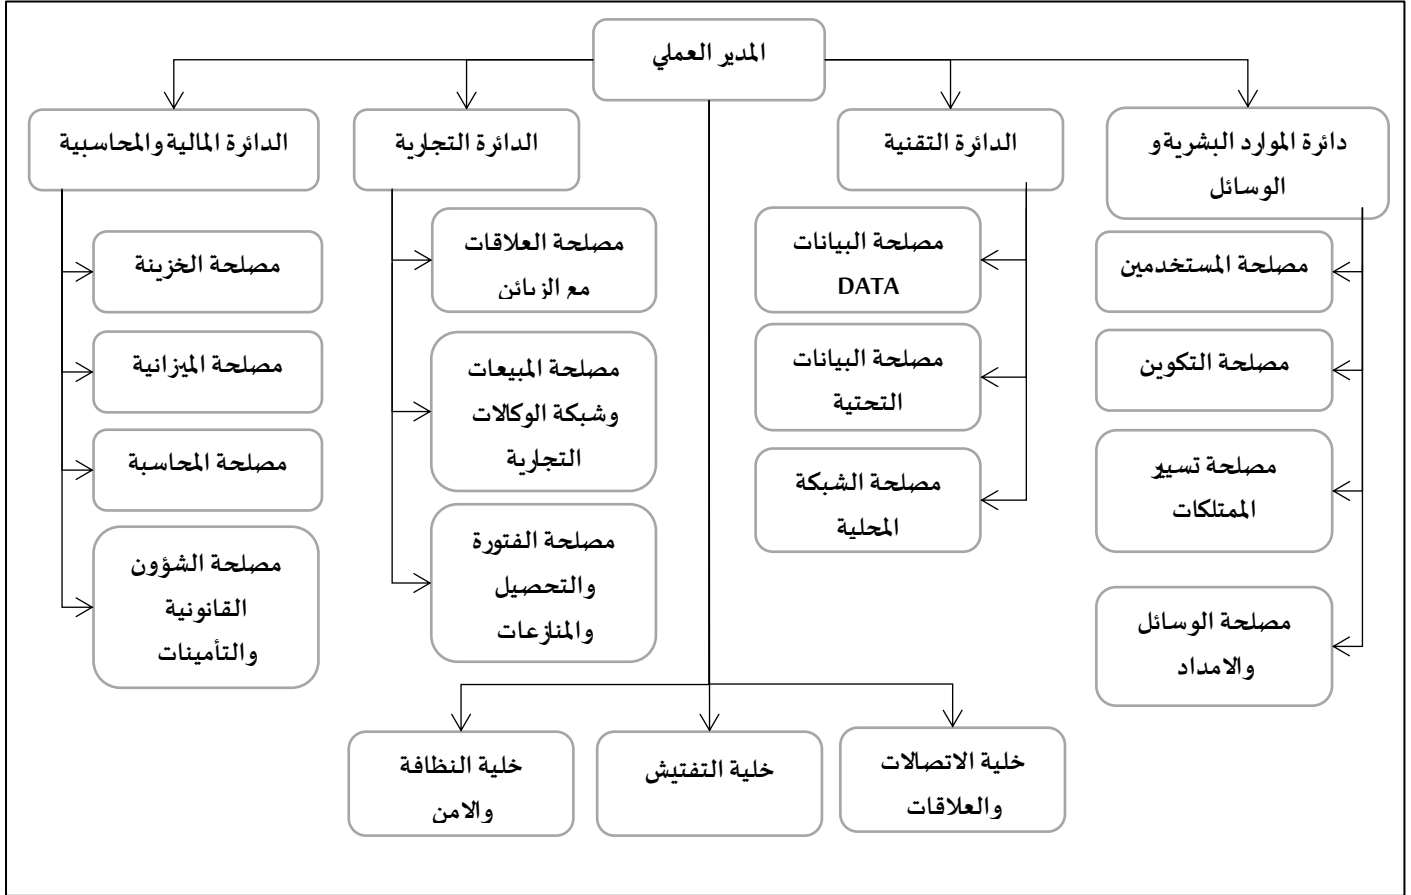 المدير العملي
دائرة الموارد البشرية و
الوسائل
الدائرة التقنية
الدائرة التجارية
الدائرة المالية والمحاسبية
مصلحة المستخدمين
مصلحة التكوين
مصلحة تسيير
الممتلكات
مصلحة الوسائل
والامداد
مصلحة البيانات
DATA
مصلحة البيانات
التحتية
مصلحة الشبكة
المحلية
مصلحة العلاقات
مع الزبائن
مصلحة المبيعات
وشبكة الوكالات
التجارية
مصلحة الفتورة
والتحصيل
والمنازعات
مصلحة الخزينة
مصلحة الميزانية
مصلحة المحاسبة
مصلحة الشؤون
القانونية
والتأمينات
خلية الاتصالات
والعلاقات
خلية التفتيش
خلية النظافة
والامن